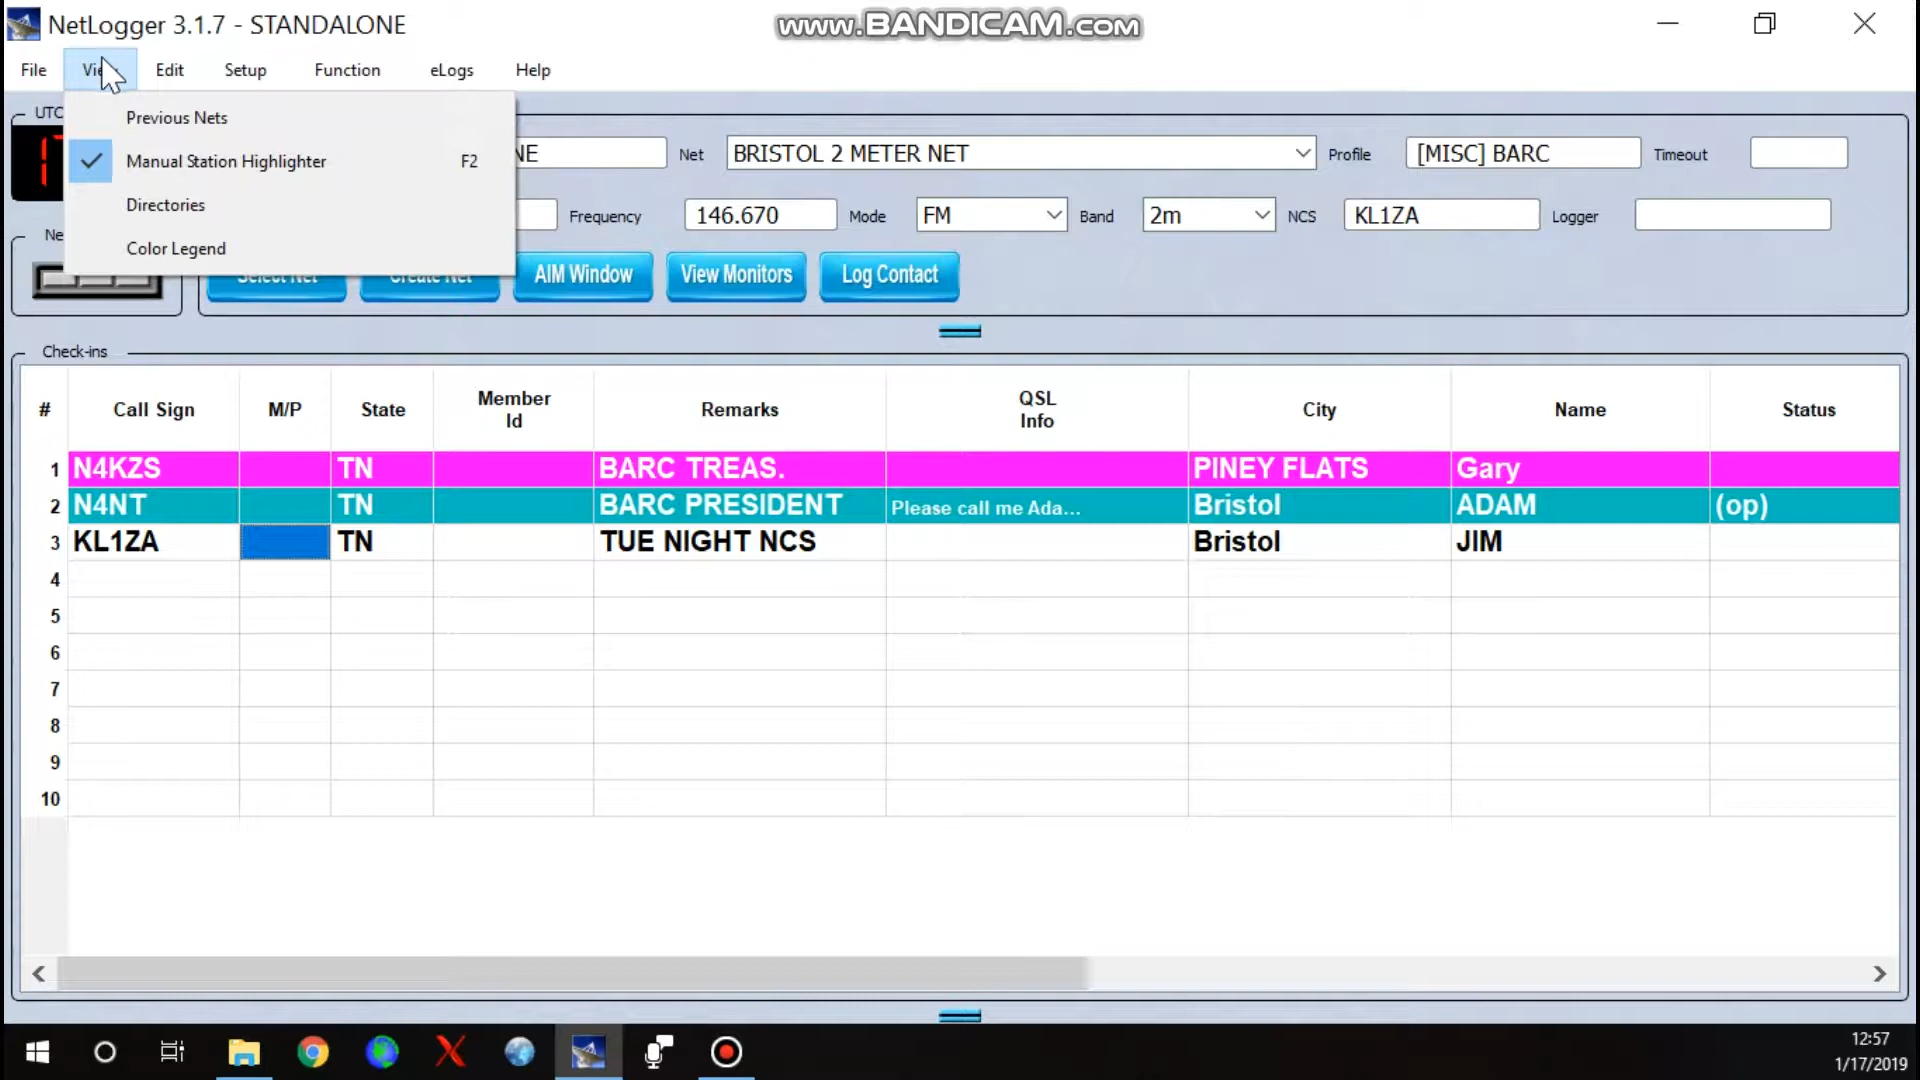 NetLogger 3.1.7 - STANDALONE
www.BANDICAM.com
File Edit Setup Function eLogs Help
Previous Nets
Manual Station Highlighter F2
Directories
Color Legend
UTC
NE Net BRISTOL 2 METER NET Profile [MISC] BARC Timeout
Frequency 146.670 Mode FM Band 2m NCS KL1ZA Logger
Select Net Create Net AIM Window View Monitors Log Contact
Check-ins
# Call Sign M/P State Member Id Remarks QSL Info City Name Status
1 N4KZS TN BARC TREAS. PINEY FLATS Gary
2 N4NT TN BARC PRESIDENT Please call me Ada... Bristol ADAM (op)
3 KL1ZA TN TUE NIGHT NCS Bristol JIM
4
5
6
7
8
9
10
12:57
1/17/2019